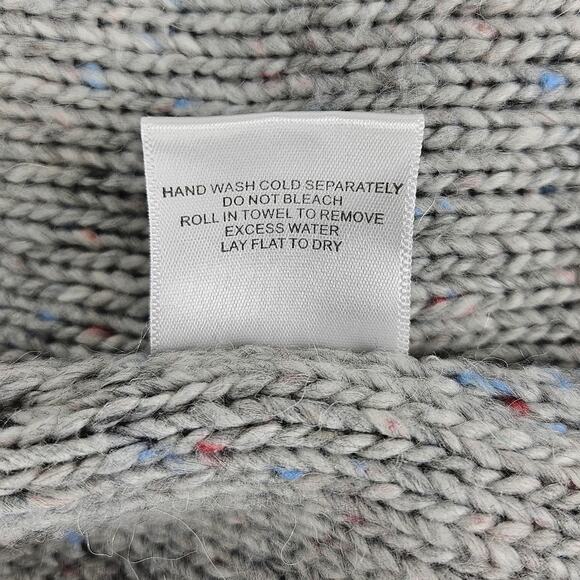 HAND WASH COLD SEPARATELY
DO NOT BLEACH
ROLL IN TOWEL TO REMOVE
EXCESS WATER
LAY FLAT TO DRY